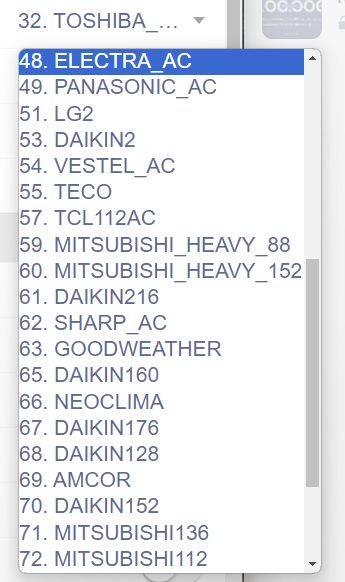 32. TOSHIBA_...
48. ELECTRA_AC
49. PANASONIC_AC
51. LG2
53. DAIKIN2
54. VESTEL_AC
55. TECO
57. TCL112AC
59. MITSUBISHI_HEAVY_88
60. MITSUBISHI_HEAVY_152
61. DAIKIN216
62. SHARP_AC
63. GOODWEATHER
65. DAIKIN160
66. NEOCLIMA
67. DAIKIN176
68. DAIKIN128
69. AMCOR
70. DAIKIN152
71. MITSUBISHI136
72. MITSUBISHI112